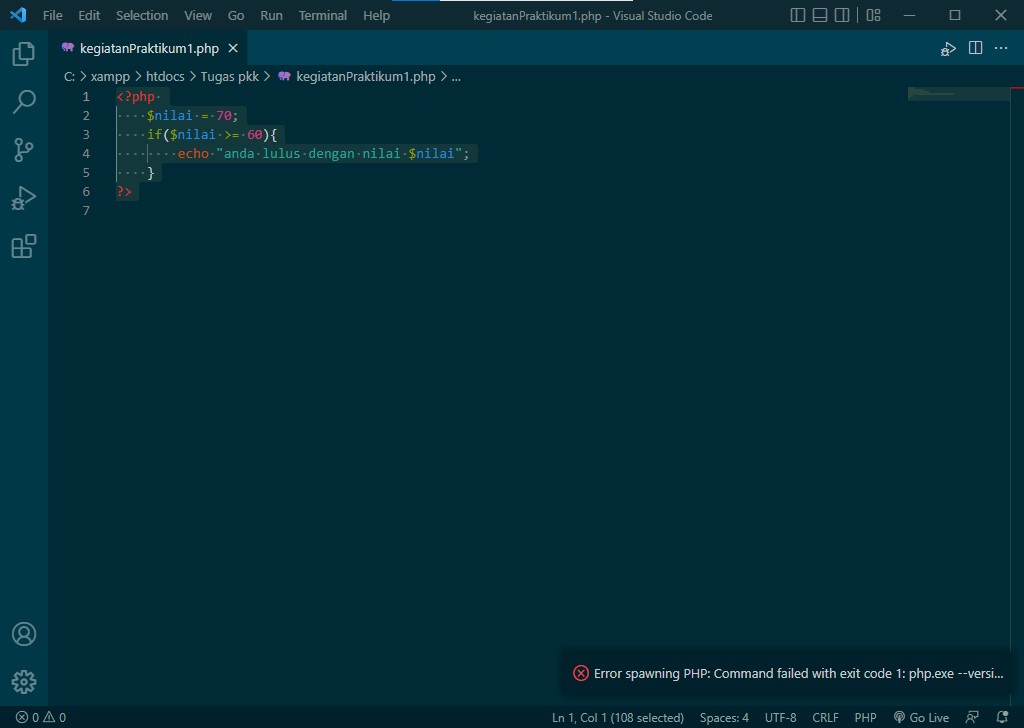 File Edit Selection View Go Run Terminal Help kegiatanPraktikum1.php - Visual Studio Code
kegiatanPraktikum1.php
C: > xampp > htdocs > Tugas pkk > kegiatanPraktikum1.php > ...
1 <?php
2 $nilai = 70;
3 if($nilai >= 60){
4 echo "anda lulus dengan nilai $nilai";
5 }
6 ?>
7
Error spawning PHP: Command failed with exit code 1: php.exe --versi...
0 0 Ln 1, Col 1 (108 selected) Spaces: 4 UTF-8 CRLF PHP Go Live